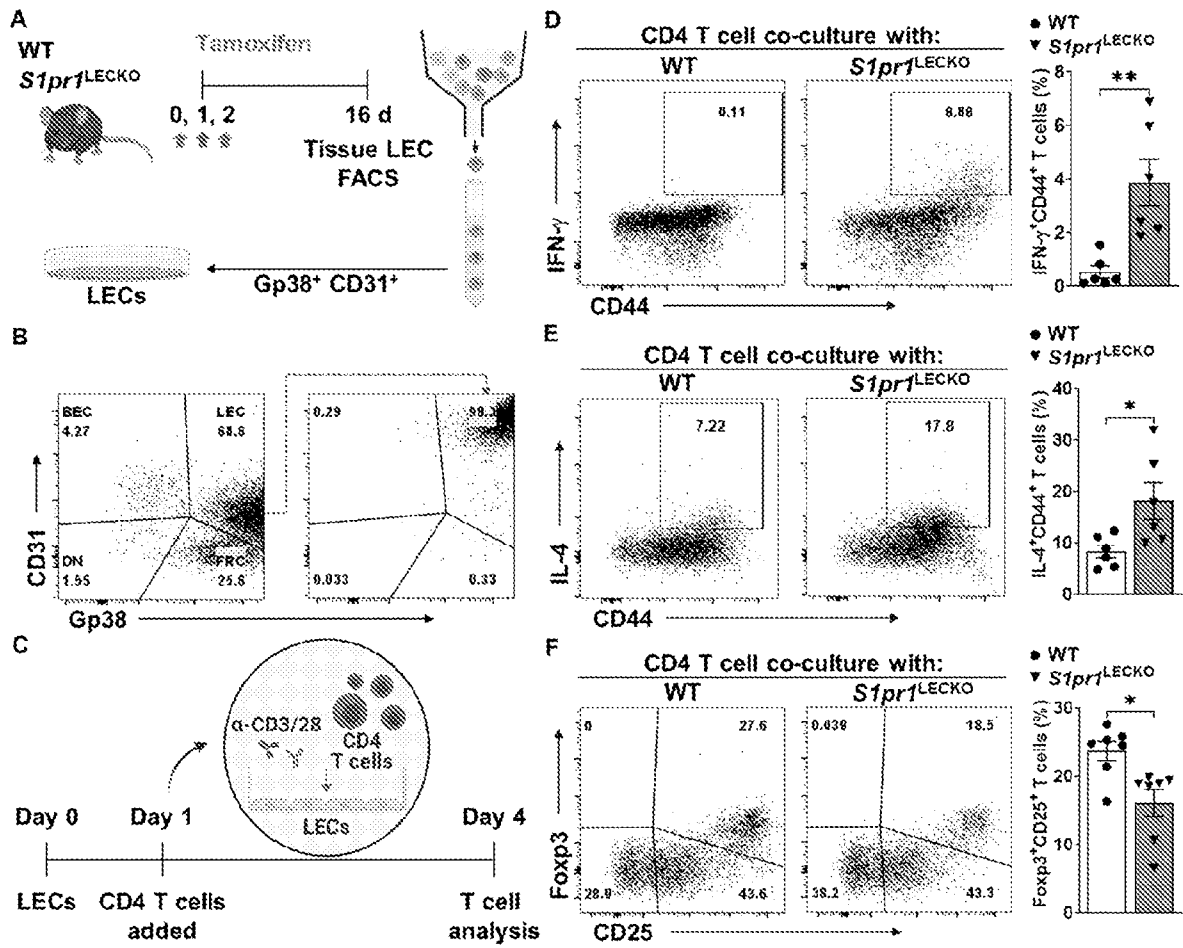 A
WT
S1pr1LECKO
Tamoxifen
0, 1, 2
16 d
Tissue LEC
FACS
Gp38+ CD31+
LECs
B
BEC
4.27
LEC
DN
1.55
FRC
25.6
0.29
0.033
0.33
CD31
Gp38
C
α-CD3/28
CD4
T cells
LECs
Day 0
Day 1
Day 4
LECs
CD4 T cells
added
T cell
analysis
D
CD4 T cell co-culture with:
WT
S1pr1LECKO
IFN-γ
CD44
WT
S1pr1LECKO
IFN-γ+CD44+ T cells (%)
8
6
4
2
0
**
E
CD4 T cell co-culture with:
WT
S1pr1LECKO
7.22
17.8
IL-4
CD44
WT
S1pr1LECKO
IL-4+CD44+ T cells (%)
40
30
20
10
0
*
F
CD4 T cell co-culture with:
WT
S1pr1LECKO
0
27.6
43.6
18.5
38.2
43.3
Foxp3
CD25
WT
S1pr1LECKO
Foxp3+CD25+ T cells (%)
30
20
10
0
*